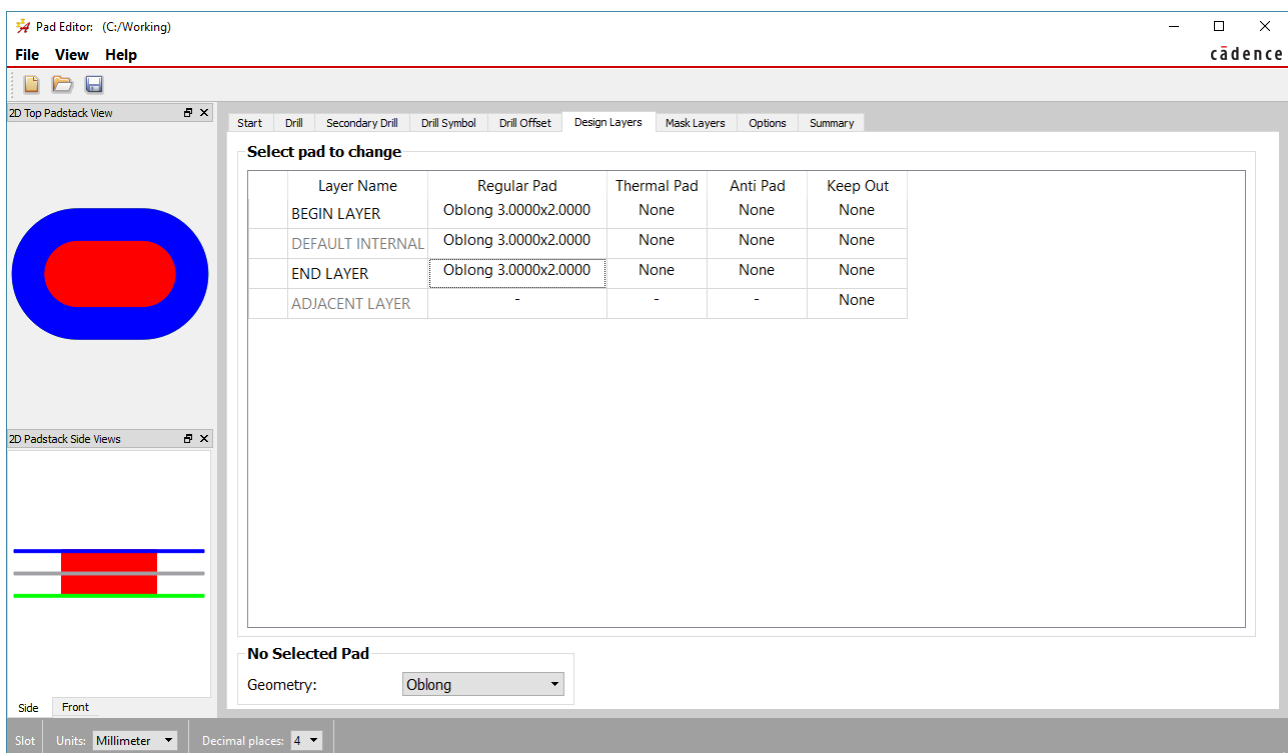 Pad Editor: (C:/Working)
File View Help
cādence
2D Top Padstack View
Start Drill Secondary Drill Drill Symbol Drill Offset Design Layers Mask Layers Options Summary
Select pad to change
Layer Name Regular Pad Thermal Pad Anti Pad Keep Out
BEGIN LAYER Oblong 3.0000x2.0000 None None None
DEFAULT INTERNAL Oblong 3.0000x2.0000 None None None
END LAYER Oblong 3.0000x2.0000 None None None
ADJACENT LAYER - - - None
2D Padstack Side Views
Side Front
No Selected Pad
Geometry: Oblong
Slot Units: Millimeter Decimal places: 4